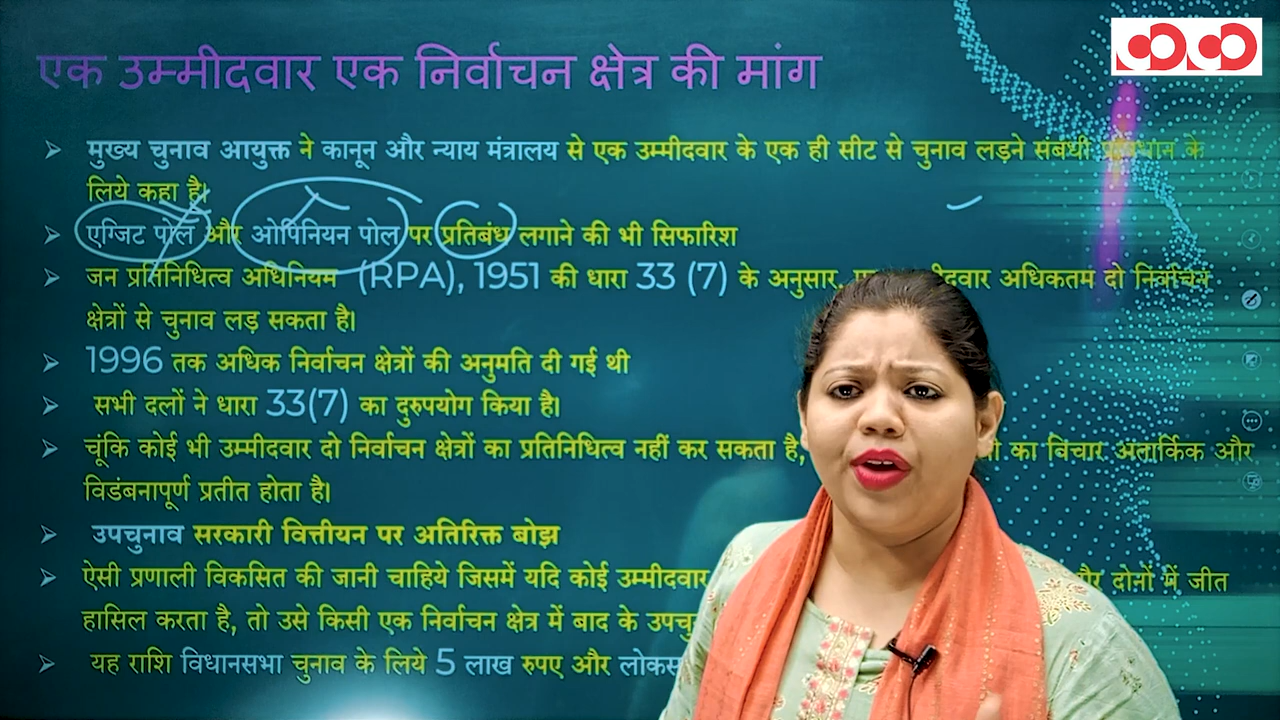 एक उम्मीदवार एक निर्वाचन क्षेत्र की मांग
➢ मुख्य चुनाव आयुक्त ने कानून और न्याय मंत्रालय से एक उम्मीदवार के एक ही सीट से चुनाव लड़ने संबंधी के
लिये कहा है।
➢ एग्जिट पोल और ओपिनियन पोल पर प्रतिबंध लगाने की भी सिफारिश
➢ जन प्रतिनिधित्व अधिनियम (RPA), 1951 की धारा 33 (7) के अनुसार, अधिकतम दो निर्वाचन
क्षेत्रों से चुनाव लड़ सकता है।
➢ 1996 तक अधिक निर्वाचन क्षेत्रों की अनुमति दी गई थी
➢ सभी दलों ने धारा 33(7) का दुरुपयोग किया है।
➢ चूंकि कोई भी उम्मीदवार दो निर्वाचन क्षेत्रों का प्रतिनिधित्व नहीं कर सकता है, का विचार अतार्किक और
विडंबनापूर्ण प्रतीत होता है।
➢ उपचुनाव सरकारी वित्तीयन पर अतिरिक्त बोझ
➢ ऐसी प्रणाली विकसित की जानी चाहिये जिसमें यदि कोई उम्मीदवार और दोनों में जीत
हासिल करता है, तो उसे किसी एक निर्वाचन क्षेत्र में बाद के
➢ यह राशि विधानसभा चुनाव के लिये 5 लाख रुपए और